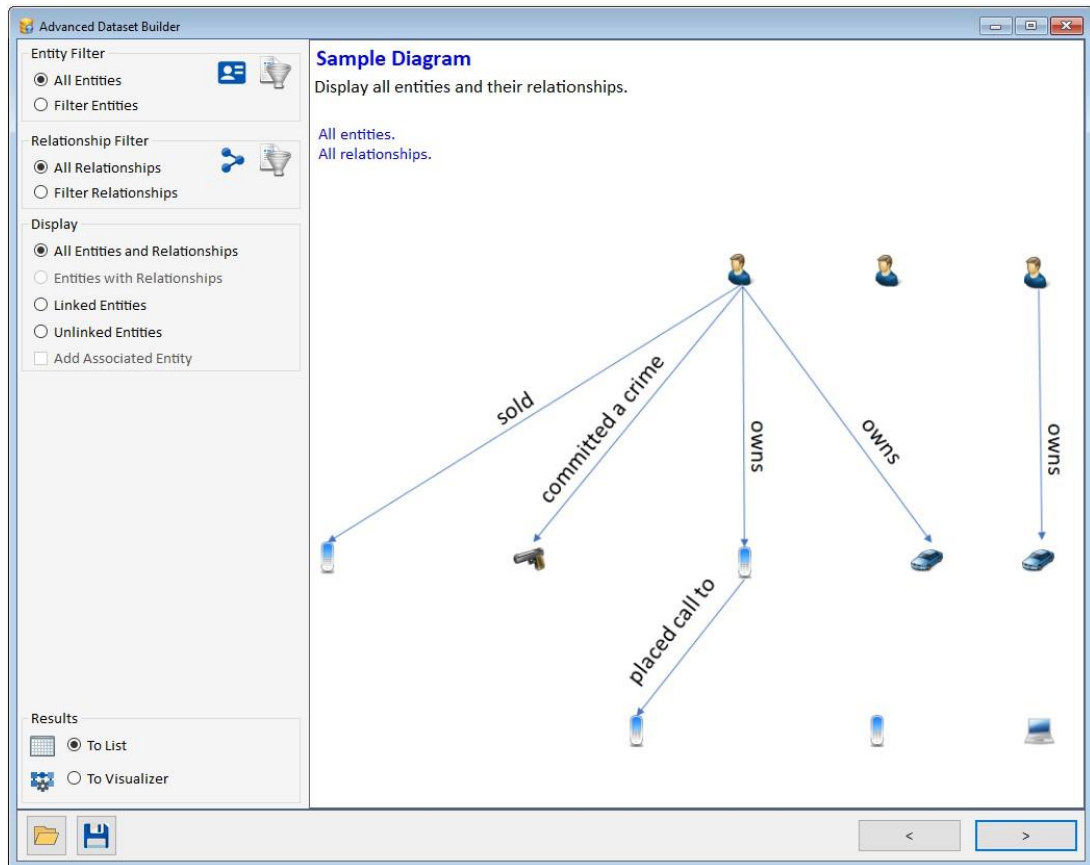 Advanced Dataset Builder
Entity Filter
All Entities
Filter Entities
Relationship Filter
All Relationships
Filter Relationships
Display
All Entities and Relationships
Entities with Relationships
Linked Entities
Unlinked Entities
Add Associated Entity
Results
To List
To Visualizer
Sample Diagram
Display all entities and their relationships.
All entities.
All relationships.
sold
committed a crime
owns
owns
owns
placed call to
<
>